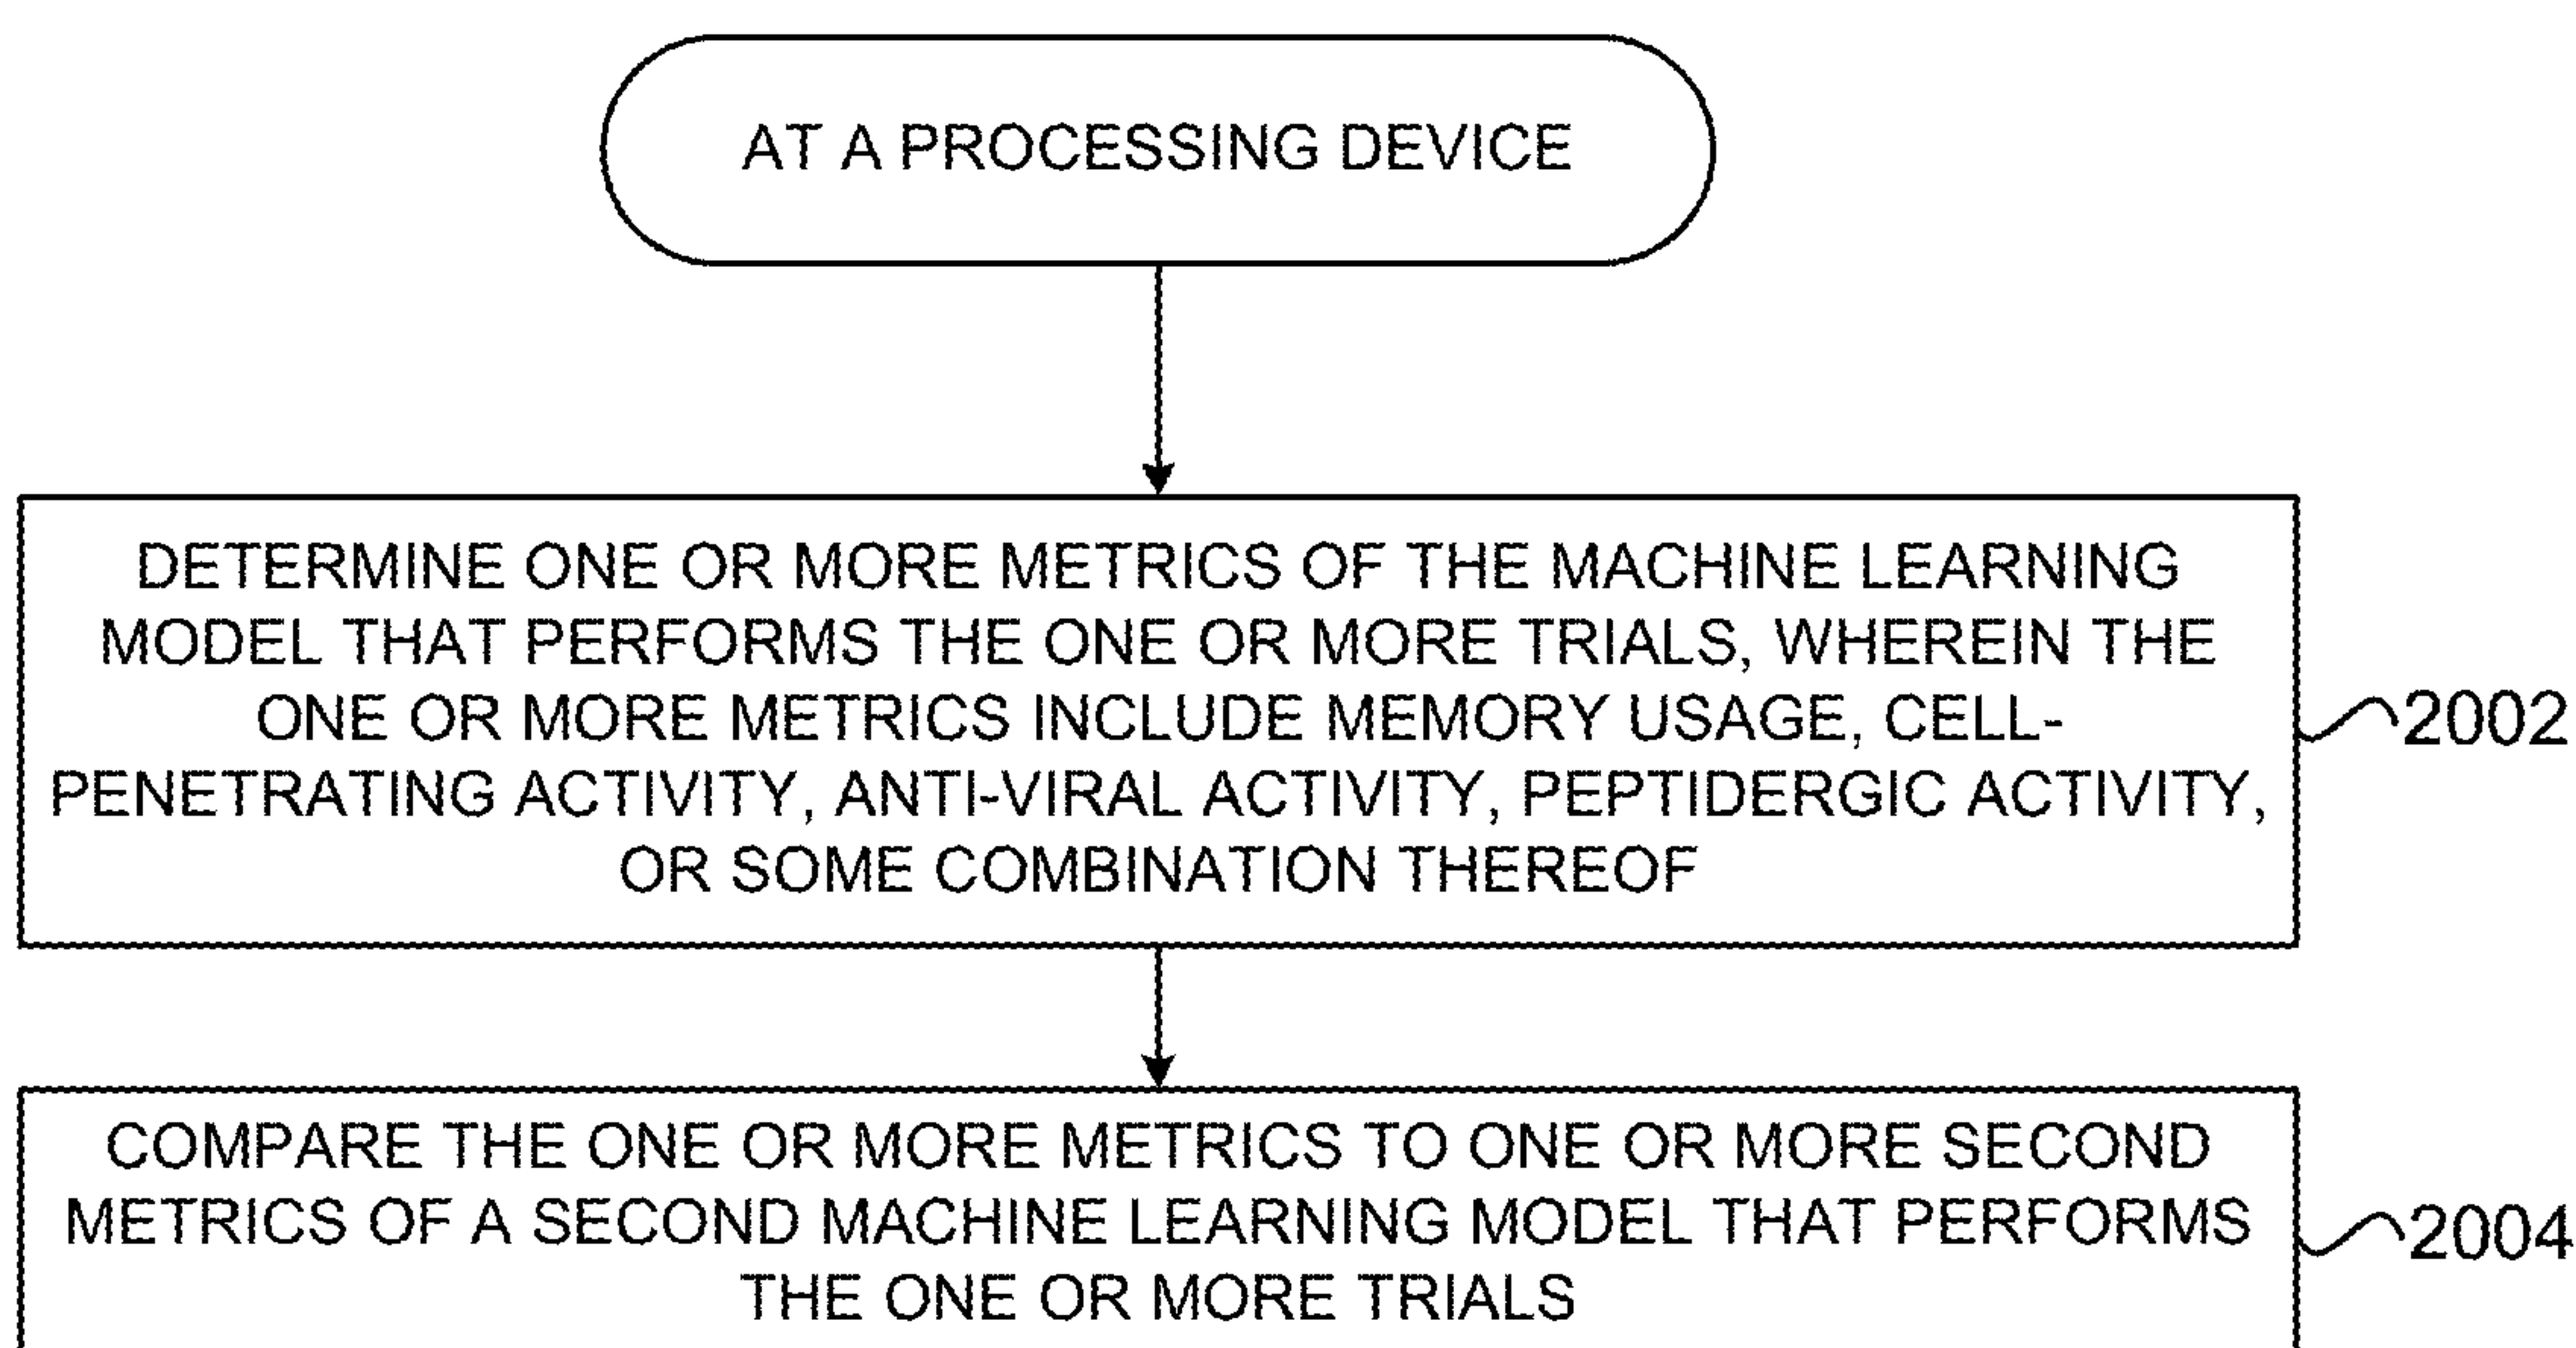 AT A PROCESSING DEVICE
DETERMINE ONE OR MORE METRICS OF THE MACHINE LEARNING
MODEL THAT PERFORMS THE ONE OR MORE TRIALS, WHEREIN THE
ONE OR MORE METRICS INCLUDE MEMORY USAGE, CELL-
PENETRATING ACTIVITY, ANTI-VIRAL ACTIVITY, PEPTIDERGIC ACTIVITY,
OR SOME COMBINATION THEREOF
2002
COMPARE THE ONE OR MORE METRICS TO ONE OR MORE SECOND
METRICS OF A SECOND MACHINE LEARNING MODEL THAT PERFORMS
THE ONE OR MORE TRIALS
2004